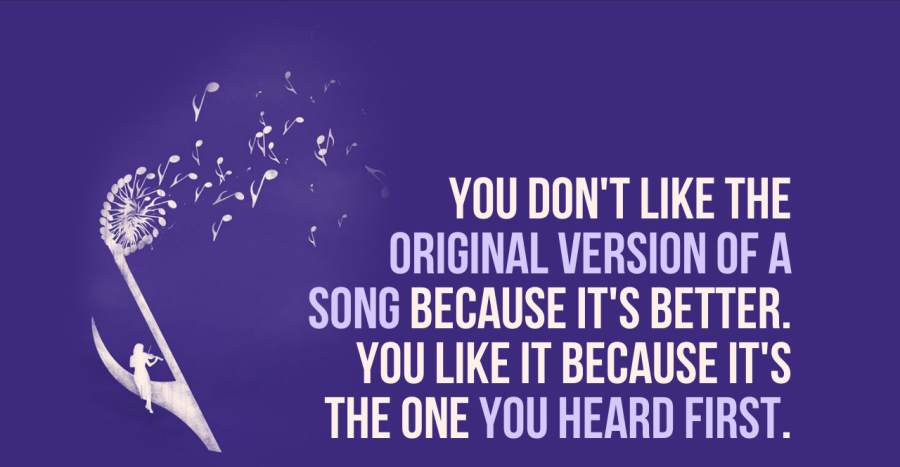 YOU DON'T LIKE THE
ORIGINAL VERSION OF A
SONG BECAUSE IT'S BETTER.
YOU LIKE IT BECAUSE IT'S
THE ONE YOU HEARD FIRST.